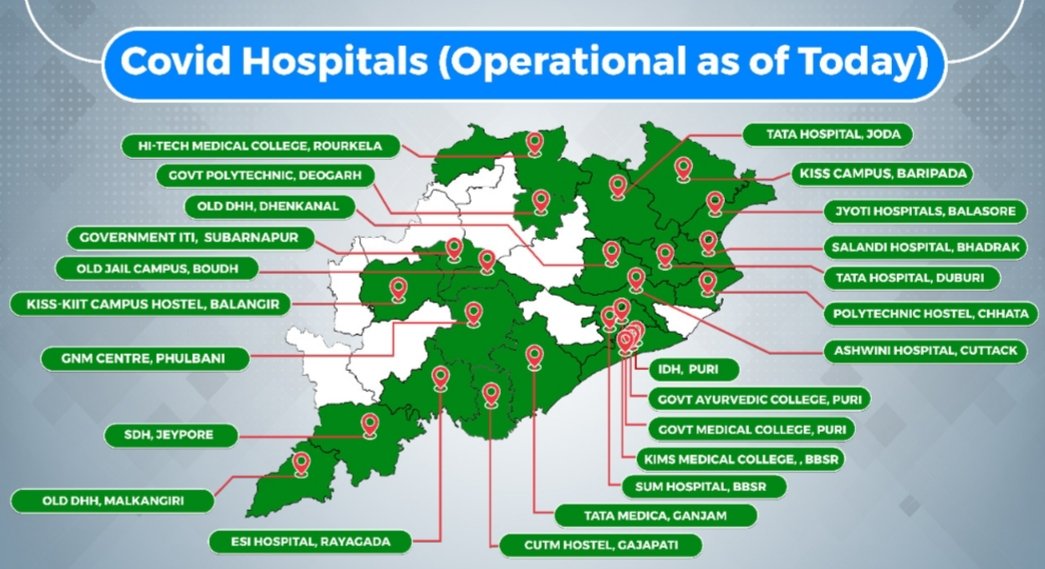 Covid Hospitals (Operational as of Today)
HI-TECH MEDICAL COLLEGE, ROURKELA
GOVT POLYTECHNIC, DEOGARH
OLD DHH, DHENKANAL
GOVERNMENT ITI, SUBARNAPUR
OLD JAIL CAMPUS, BOUDH
KISS-KIIT CAMPUS HOSTEL, BALANGIR
GNM CENTRE, PHULBANI
SDH, JEYPORE
OLD DHH, MALKANGIRI
ESI HOSPITAL, RAYAGADA
TATA HOSPITAL, JODA
KISS CAMPUS, BARIPADA
JYOTI HOSPITALS, BALASORE
SALANDI HOSPITAL, BHADRAK
TATA HOSPITAL, DUBURI
POLYTECHNIC HOSTEL, CHHATA
ASHWINI HOSPITAL, CUTTACK
IDH, PURI
GOVT AYURVEDIC COLLEGE, PURI
GOVT MEDICAL COLLEGE, PURI
KIMS MEDICAL COLLEGE, , BBSR
SUM HOSPITAL, BBSR
TATA MEDICA, GANJAM
CUTM HOSTEL, GAJAPATI